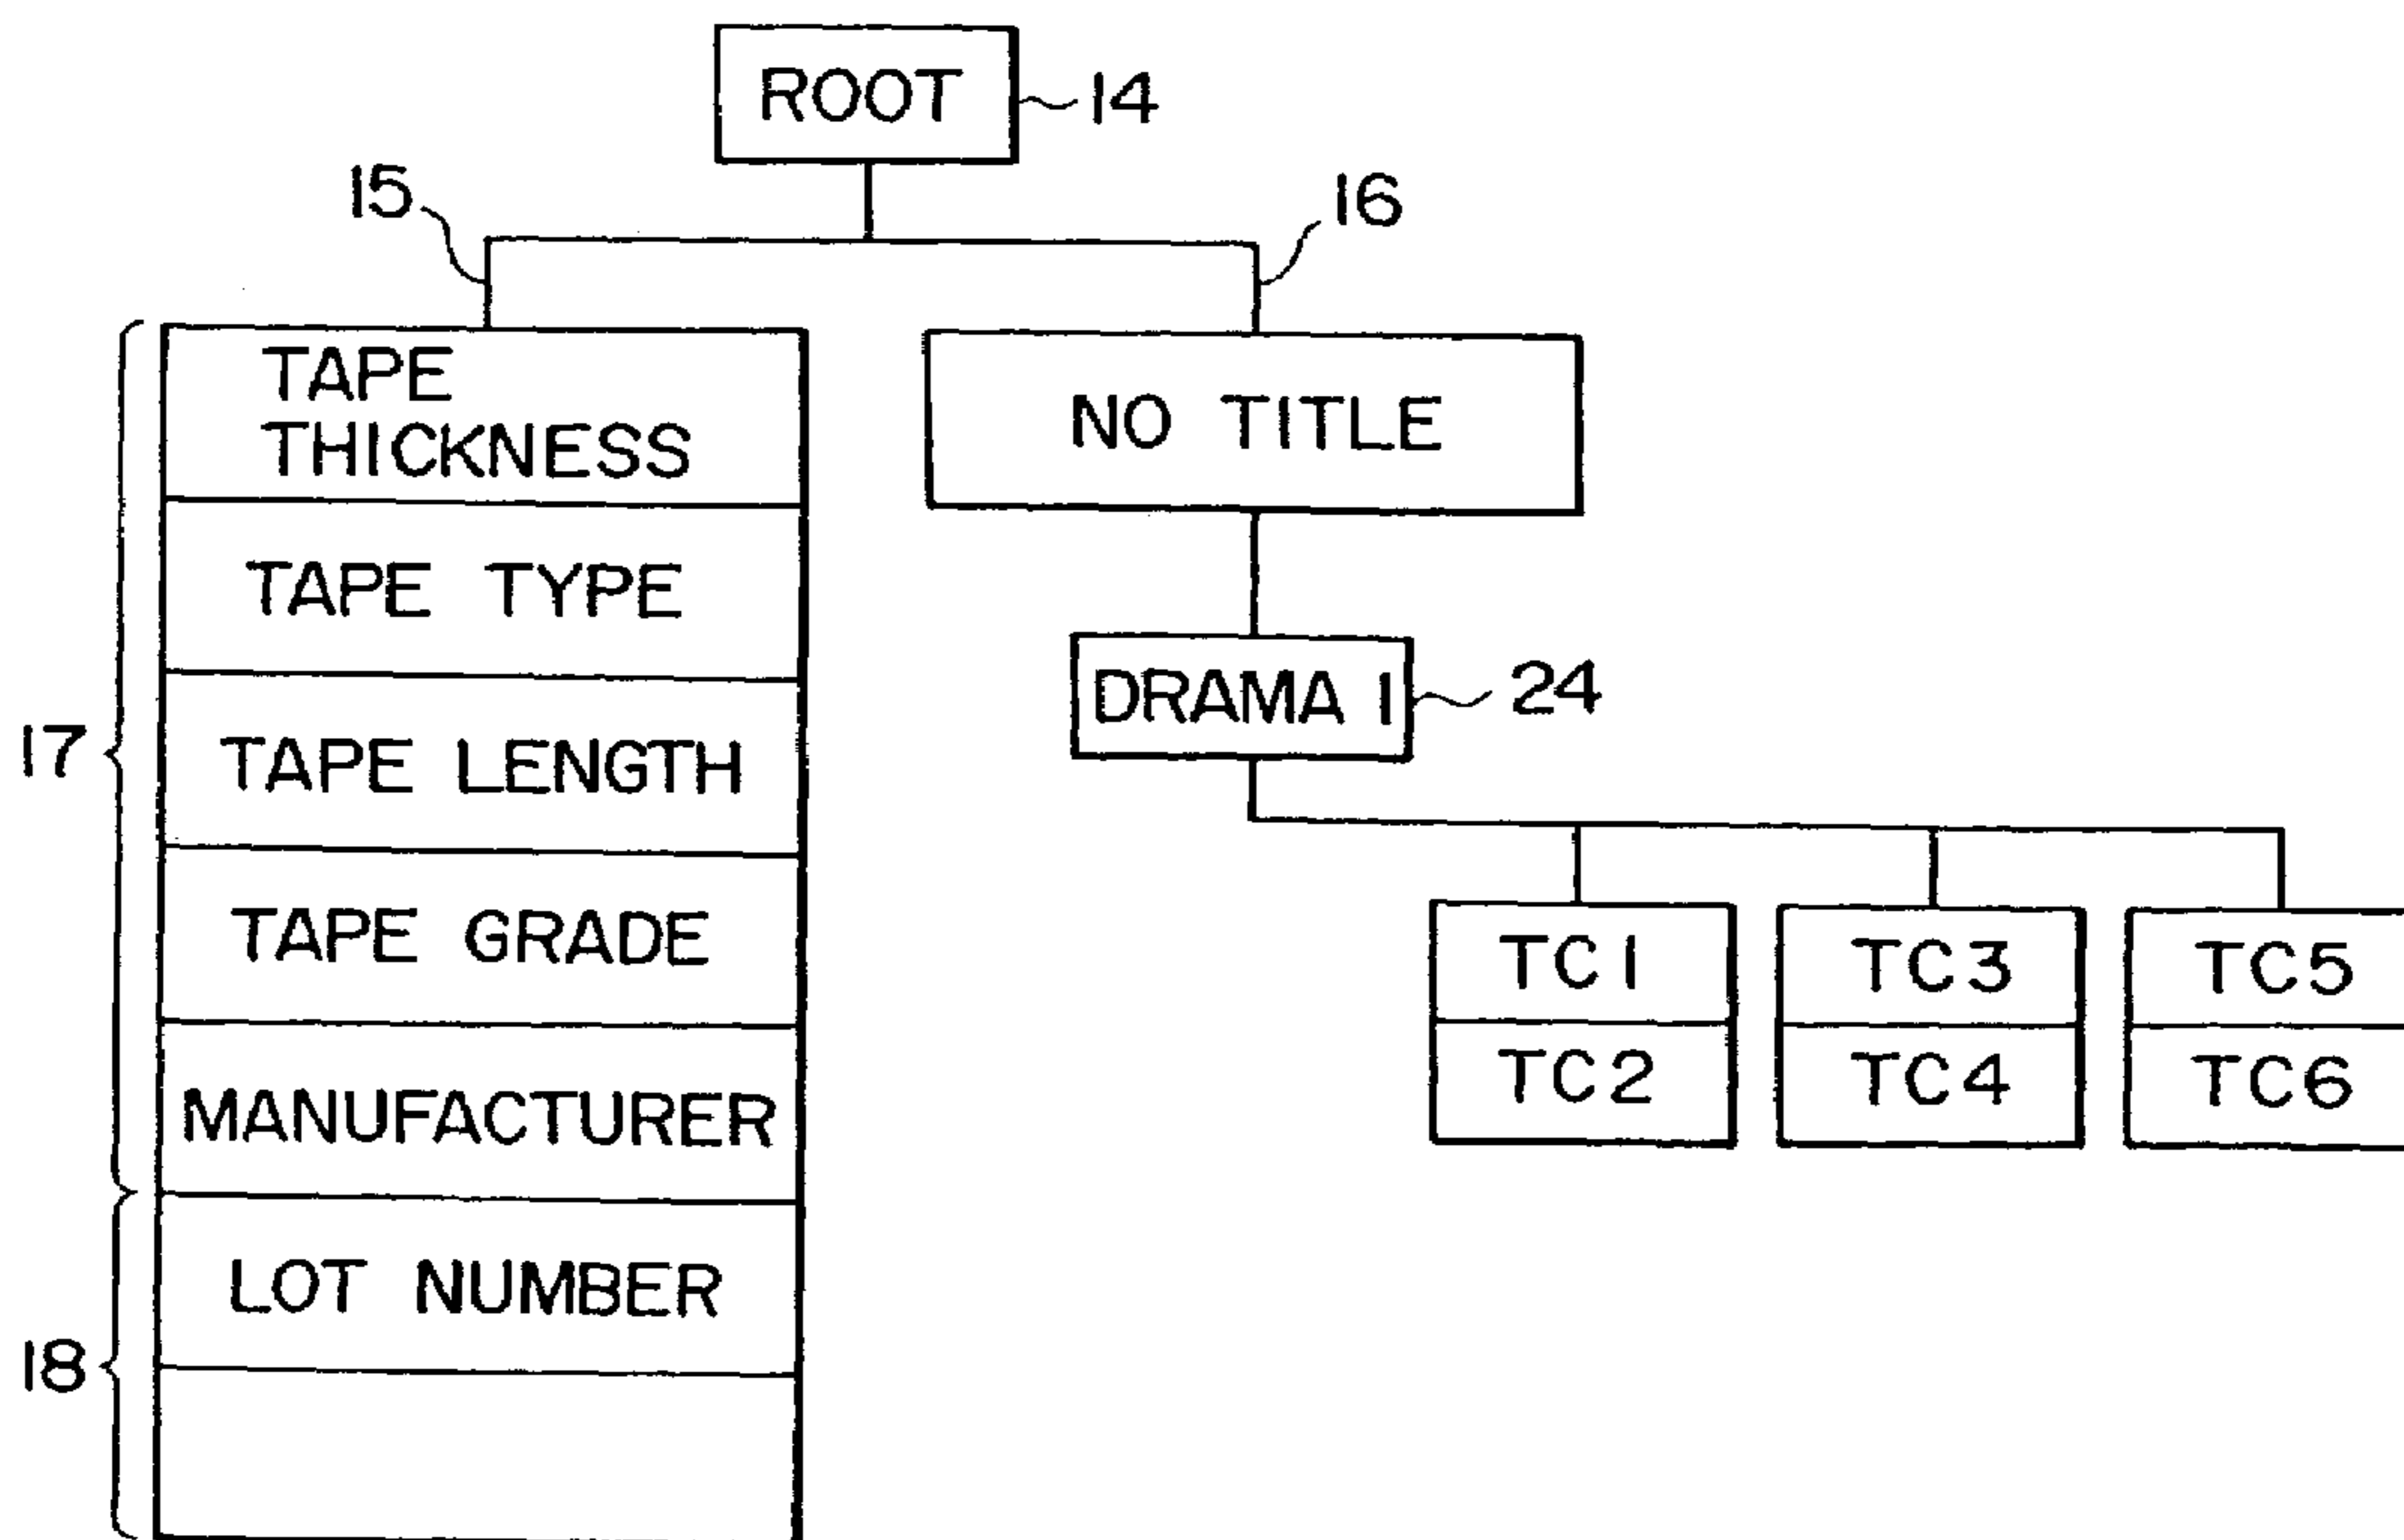 ROOT
14
15
16
TAPE
THICKNESS
NO TITLE
TAPE TYPE
DRAMA 1
24
17
TAPE LENGTH
TAPE GRADE
TC1
TC3
TC5
TC2
TC4
TC6
MANUFACTURER
LOT NUMBER
18